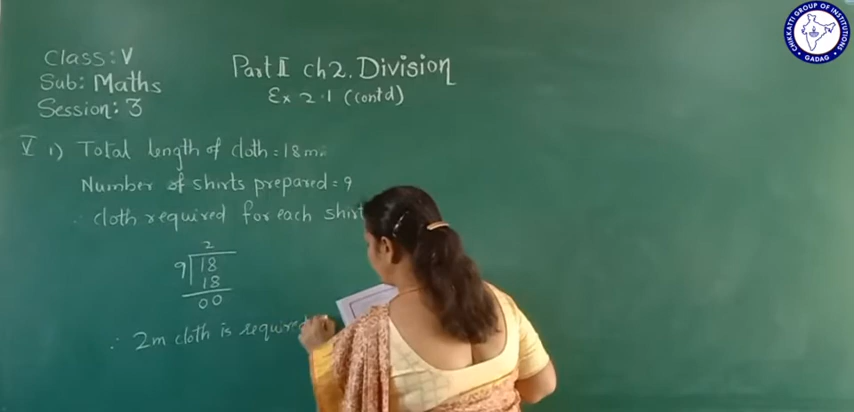 CHIKKATTI GROUP OF INSTITUTIONS
GADAG
Class: V
Sub: Maths
Session: 3
Part II Ch 2. Division
Ex 2.1 (Contd)
V 1) Total length of cloth = 18m
Number of shirts prepared = 9
∴ cloth required for each shirt
2
9 18
18
00
∴ 2m cloth is required